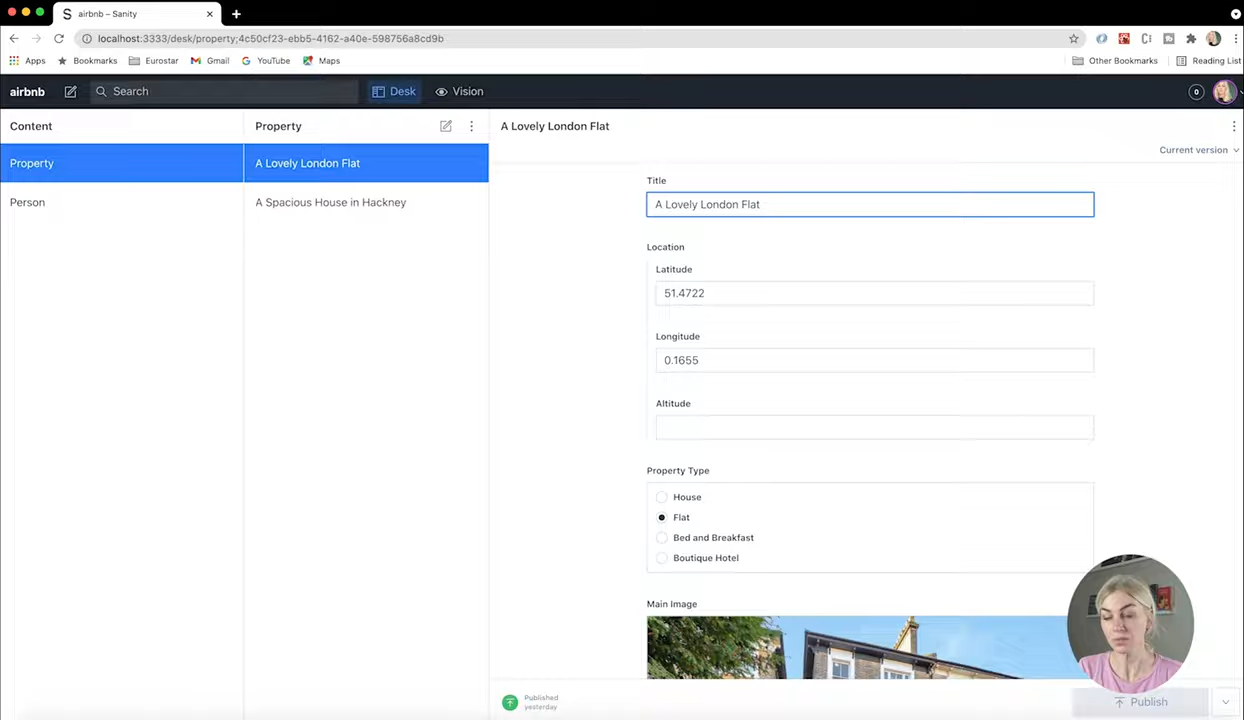 S airbnb – Sanity
localhost:3333/desk/property;4c50cf23-ebb5-4162-a40e-598756a8cd9b
Apps Bookmarks Eurostar Gmail YouTube Maps Other Bookmarks Reading List
airbnb Search Desk Vision 0
Content Property A Lovely London Flat
Current version
Property A Lovely London Flat
Person A Spacious House in Hackney
Title
A Lovely London Flat
Location
Latitude
51.4722
Longitude
0.1655
Altitude
Property Type
House
Flat
Bed and Breakfast
Boutique Hotel
Main Image
Published
yesterday
Publish